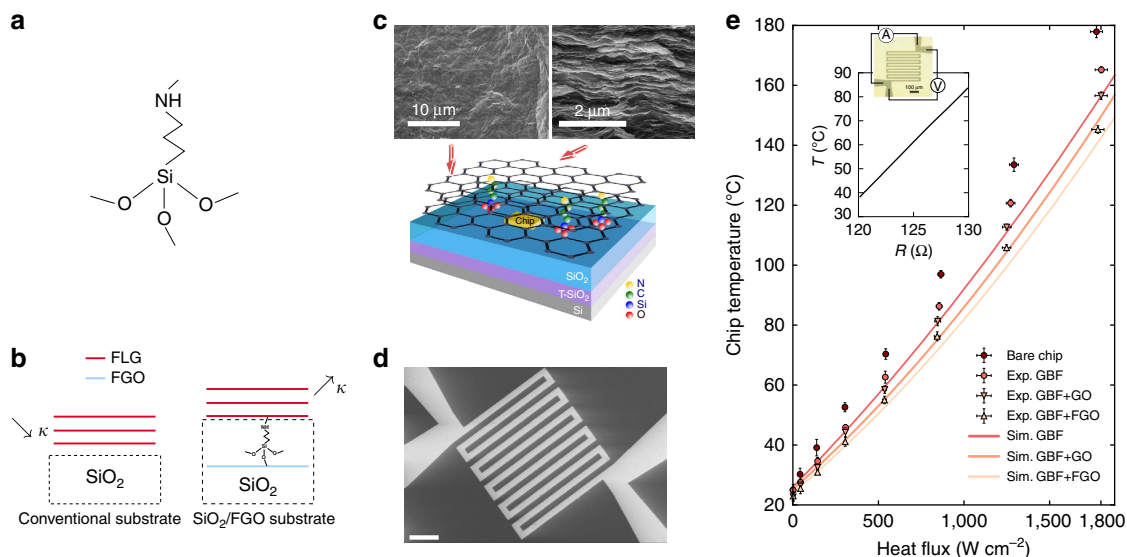 a
NH
Si
O
O
O
b
FLG
FGO
κ
κ
NH
Si
O
O
O
SiO₂
SiO₂
Conventional substrate
SiO₂/FGO substrate
c
10 μm
2 μm
Chip
SiO₂
T-SiO₂
Si
N
C
Si
O
d
e
Chip temperature (°C)
180
160
140
120
100
80
60
40
20
0
500
1,000
1,500
1,800
Heat flux (W cm⁻²)
A
V
100 μm
T (°C)
90
80
70
60
50
40
30
120
125
130
R (Ω)
Bare chip
Exp. GBF
Exp. GBF+GO
Exp. GBF+FGO
Sim. GBF
Sim. GBF+GO
Sim. GBF+FGO